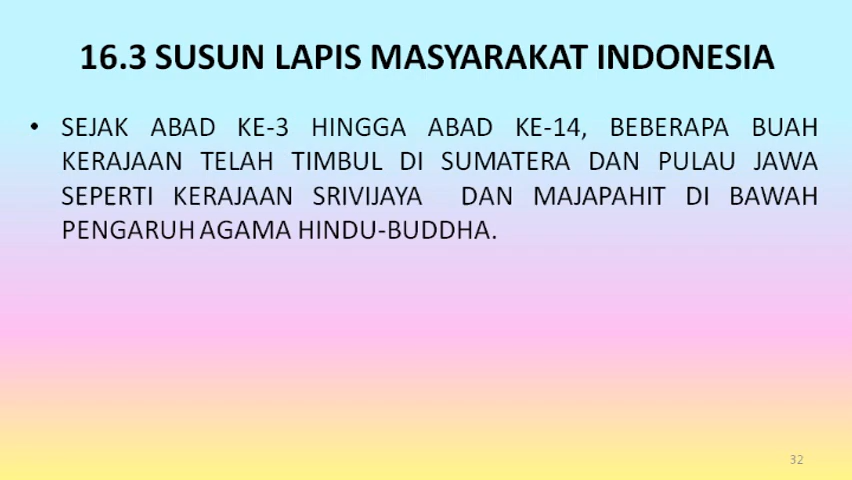 16.3 SUSUN LAPIS MASYARAKAT INDONESIA
• SEJAK ABAD KE-3 HINGGA ABAD KE-14, BEBERAPA BUAH
KERAJAAN TELAH TIMBUL DI SUMATERA DAN PULAU JAWA
SEPERTI KERAJAAN SRIVIJAYA DAN MAJAPAHIT DI BAWAH
PENGARUH AGAMA HINDU-BUDDHA.
32